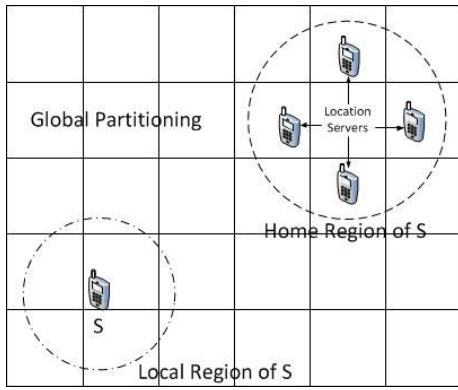 Global Partitioning
Location
Servers
Home Region of S
S
Local Region of S